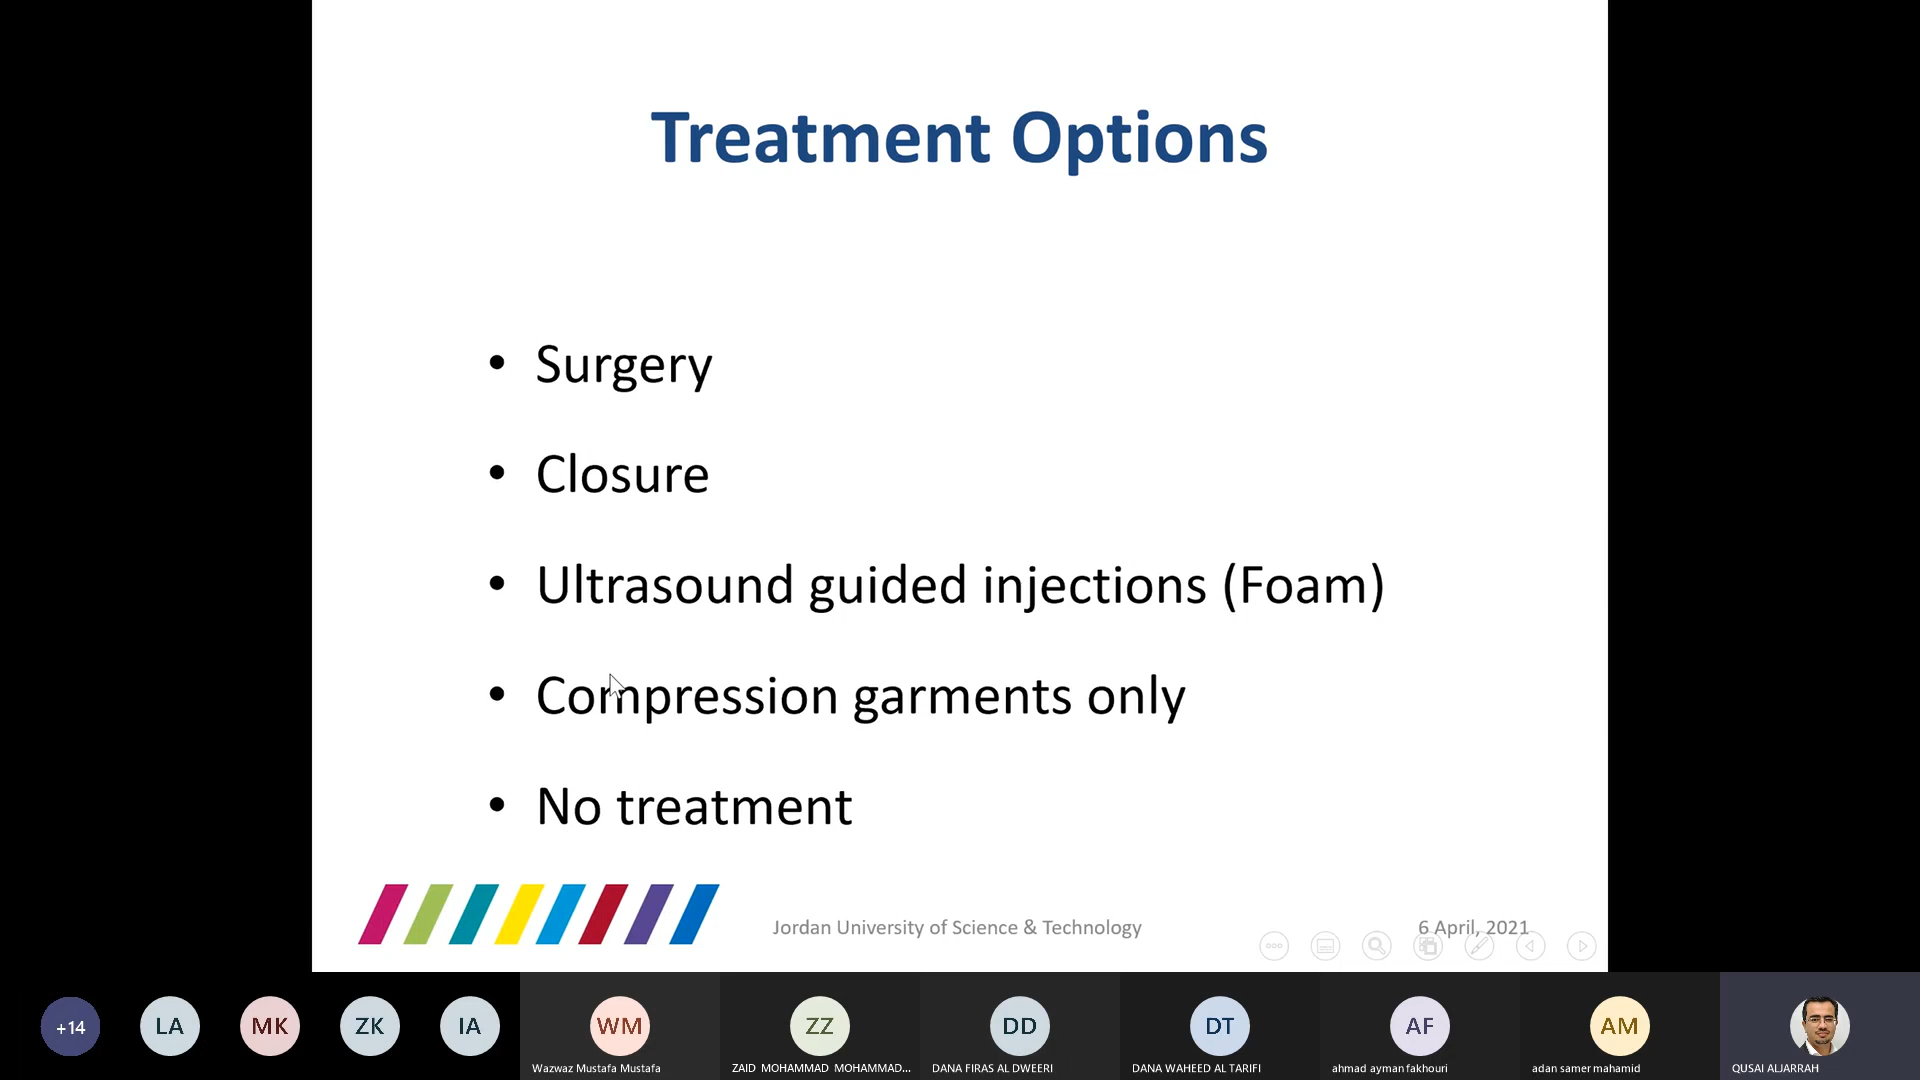 Treatment Options
• Surgery
• Closure
• Ultrasound guided injections (Foam)
• Compression garments only
• No treatment
Jordan University of Science & Technology
6 April, 2021
+14
LA
MK
ZK
IA
WM
ZZ
DD
DT
AF
AM
Wazwaz Mustafa Mustafa
ZAID MOHAMMAD MOHAMMAD...
DANA FIRAS AL DWEERI
DANA WAHEED AL TARIFI
ahmad ayman fakhouri
adan samer mahamid
QUSAI ALJARRAH